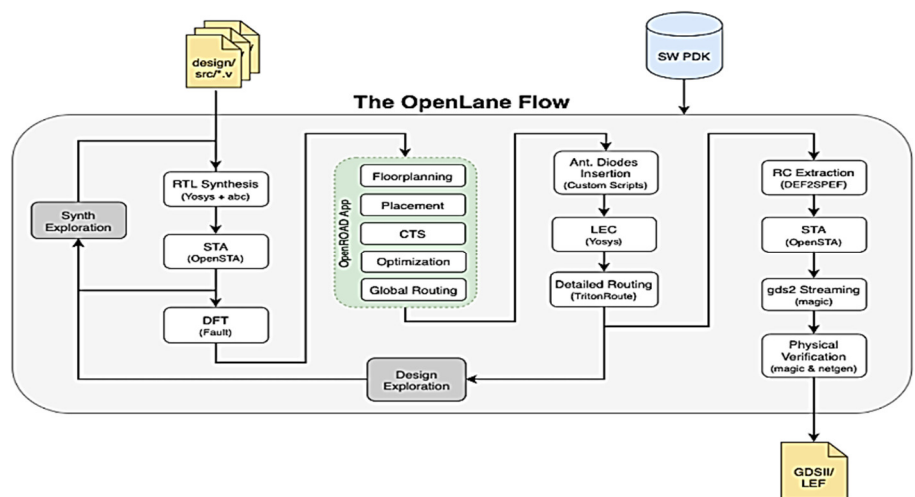 design/
src/*.v
SW PDK
The OpenLane Flow
RTL Synthesis
(Yosys + abc)
Synth
Exploration
STA
(OpenSTA)
DFT
(Fault)
OpenROAD App
Floorplanning
Placement
CTS
Optimization
Global Routing
Ant. Diodes
Insertion
(Custom Scripts)
LEC
(Yosys)
Detailed Routing
(TritonRoute)
Design
Exploration
RC Extraction
(DEF2SPEF)
STA
(OpenSTA)
gds2 Streaming
(magic)
Physical
Verification
(magic & netgen)
GDSII/
LEF